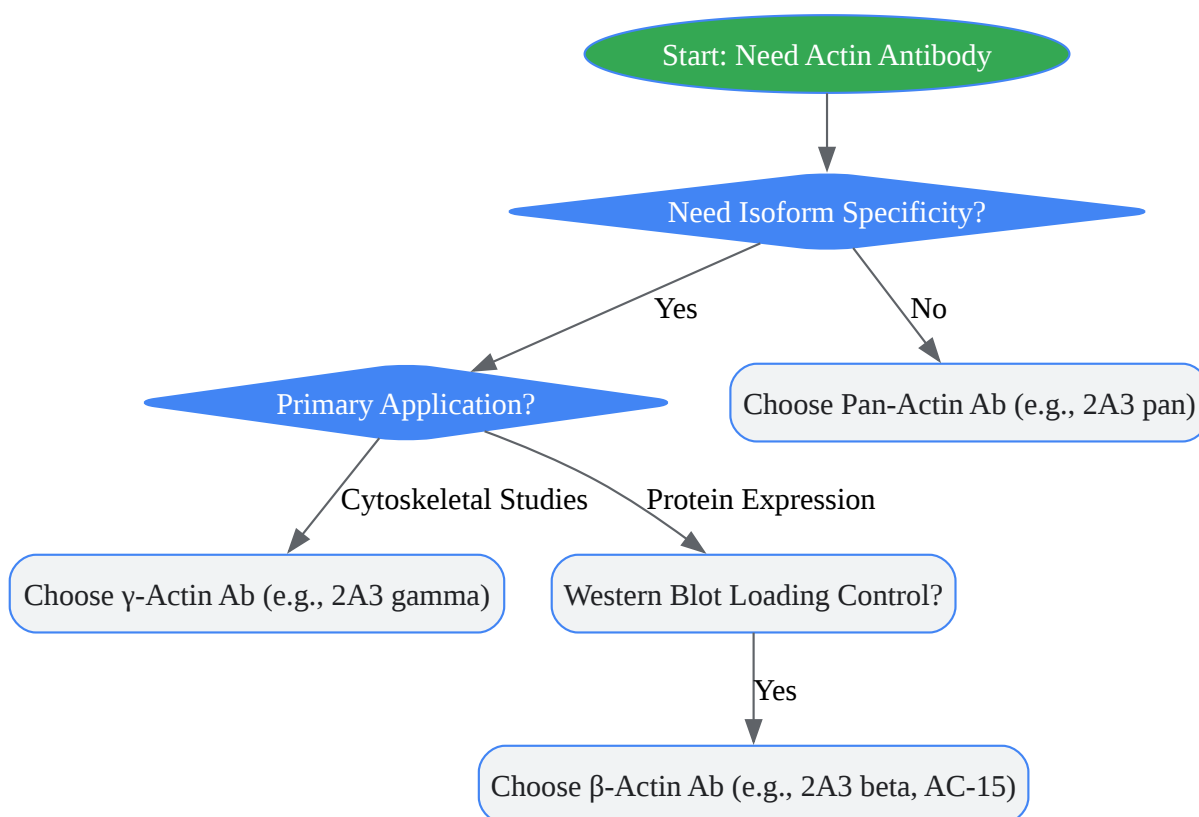 Start: Need Actin Antibody
Need Isoform Specificity?
Yes
No
Primary Application?
Choose Pan-Actin Ab (e.g., 2A3 pan)
Cytoskeletal Studies
Protein Expression
Choose γ-Actin Ab (e.g., 2A3 gamma)
Western Blot Loading Control?
Yes
Choose β-Actin Ab (e.g., 2A3 beta, AC-15)